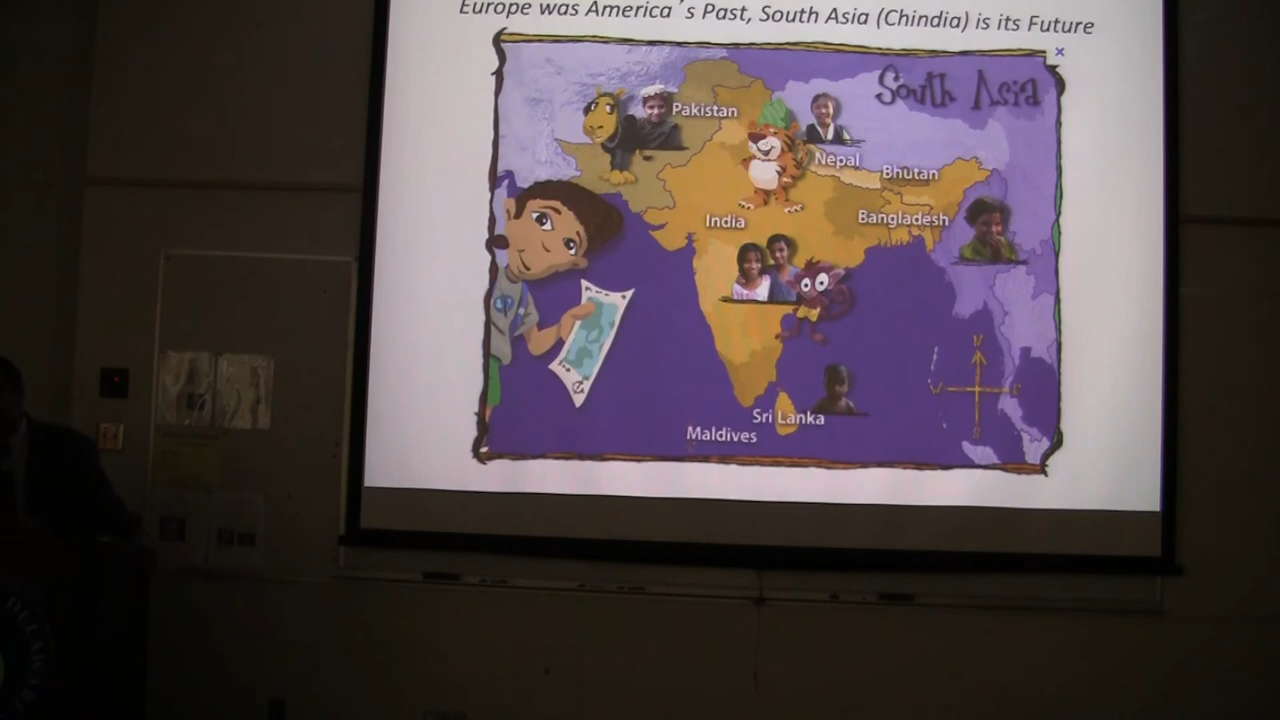 Europe was America´s Past, South Asia (Chindia) is its Future
South Asia
Pakistan
Nepal
Bhutan
India
Bangladesh
Sri Lanka
Maldives
N
W
S